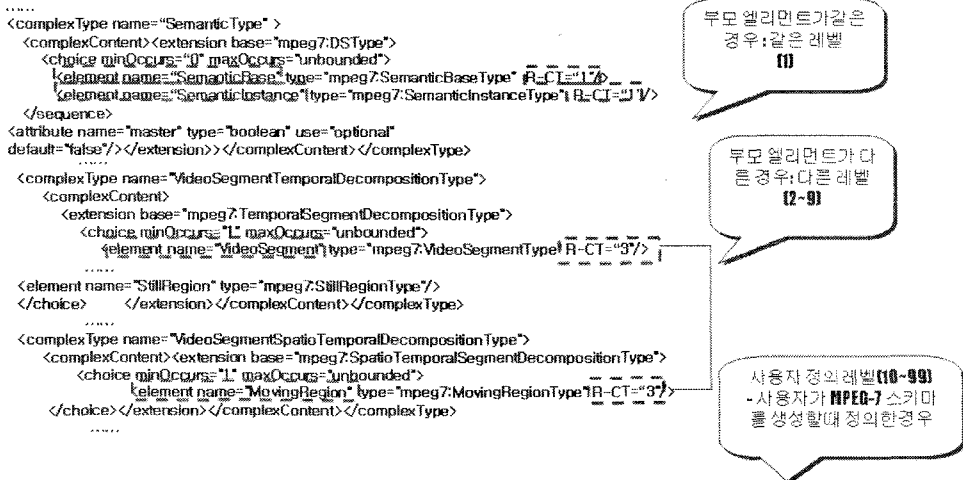 ......
<complexType name="SemanticType" >
<complexContent><extension base="mpeg7:DSType">
<choice minOccurs="0" maxOccurs="unbounded">
<element name="SemanticBase" type="mpeg7:SemanticBaseType" R-CT="1"/>
<element name="SemanticInstance" type="mpeg7:SemanticInstanceType" R-CT="1"/>
</sequence>
<attribute name="master" type="boolean" use="optional"
default="false"/></extension>></complexContent></complexType>
......
<complexType name="VideoSegmentTemporalDecompositionType">
<complexContent>
<extension base="mpeg7:TemporalSegmentDecompositionType">
<choice minOccurs="1" maxOccurs="unbounded">
<element name="VideoSegment" type="mpeg7:VideoSegmentType" R-CT="3"/>
......
<element name="StillRegion" type="mpeg7:StillRegionType"/>
</choice> </extension></complexContent></complexType>
......
<complexType name="VideoSegmentSpatioTemporalDecompositionType">
<complexContent><extension base="mpeg7:SpatioTemporalSegmentDecompositionType">
<choice minOccurs="1" maxOccurs="unbounded">
<element name="MovingRegion" type="mpeg7:MovingRegionType" R-CT="3"/>
</choice></extension></complexContent></complexType>
......
부모 엘리먼트가같은
경우:같은 레벨
(1)
부모 엘리먼트가 다
른경우:다른 레벨
(2~9)
사용자 정의레벨(10~99)
-사용자가 MPEG-7 스키마
를 생성할때 정의한경우